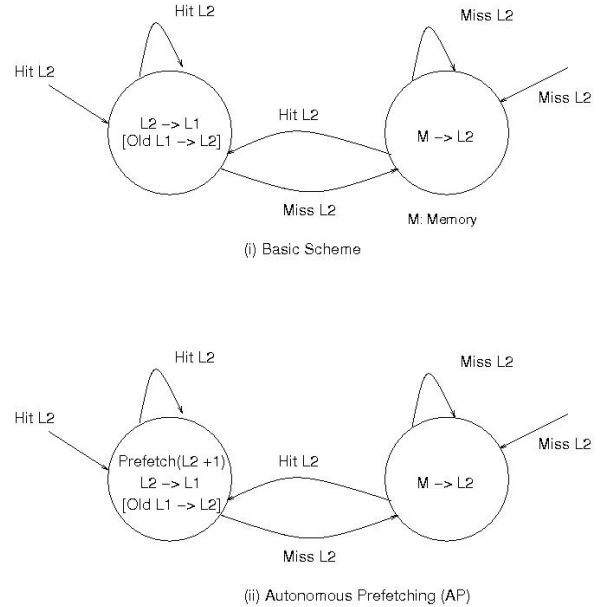 Hit L2
Miss L2
Hit L2
Miss L2
Hit L2
L2 -> L1
[Old L1 -> L2]
M -> L2
Miss L2
M: Memory
(i) Basic Scheme
Hit L2
Miss L2
Hit L2
Miss L2
Prefetch(L2 +1)
Hit L2
L2 -> L1
M -> L2
[Old L1 -> L2]
Miss L2
(ii) Autonomous Prefetching (AP)